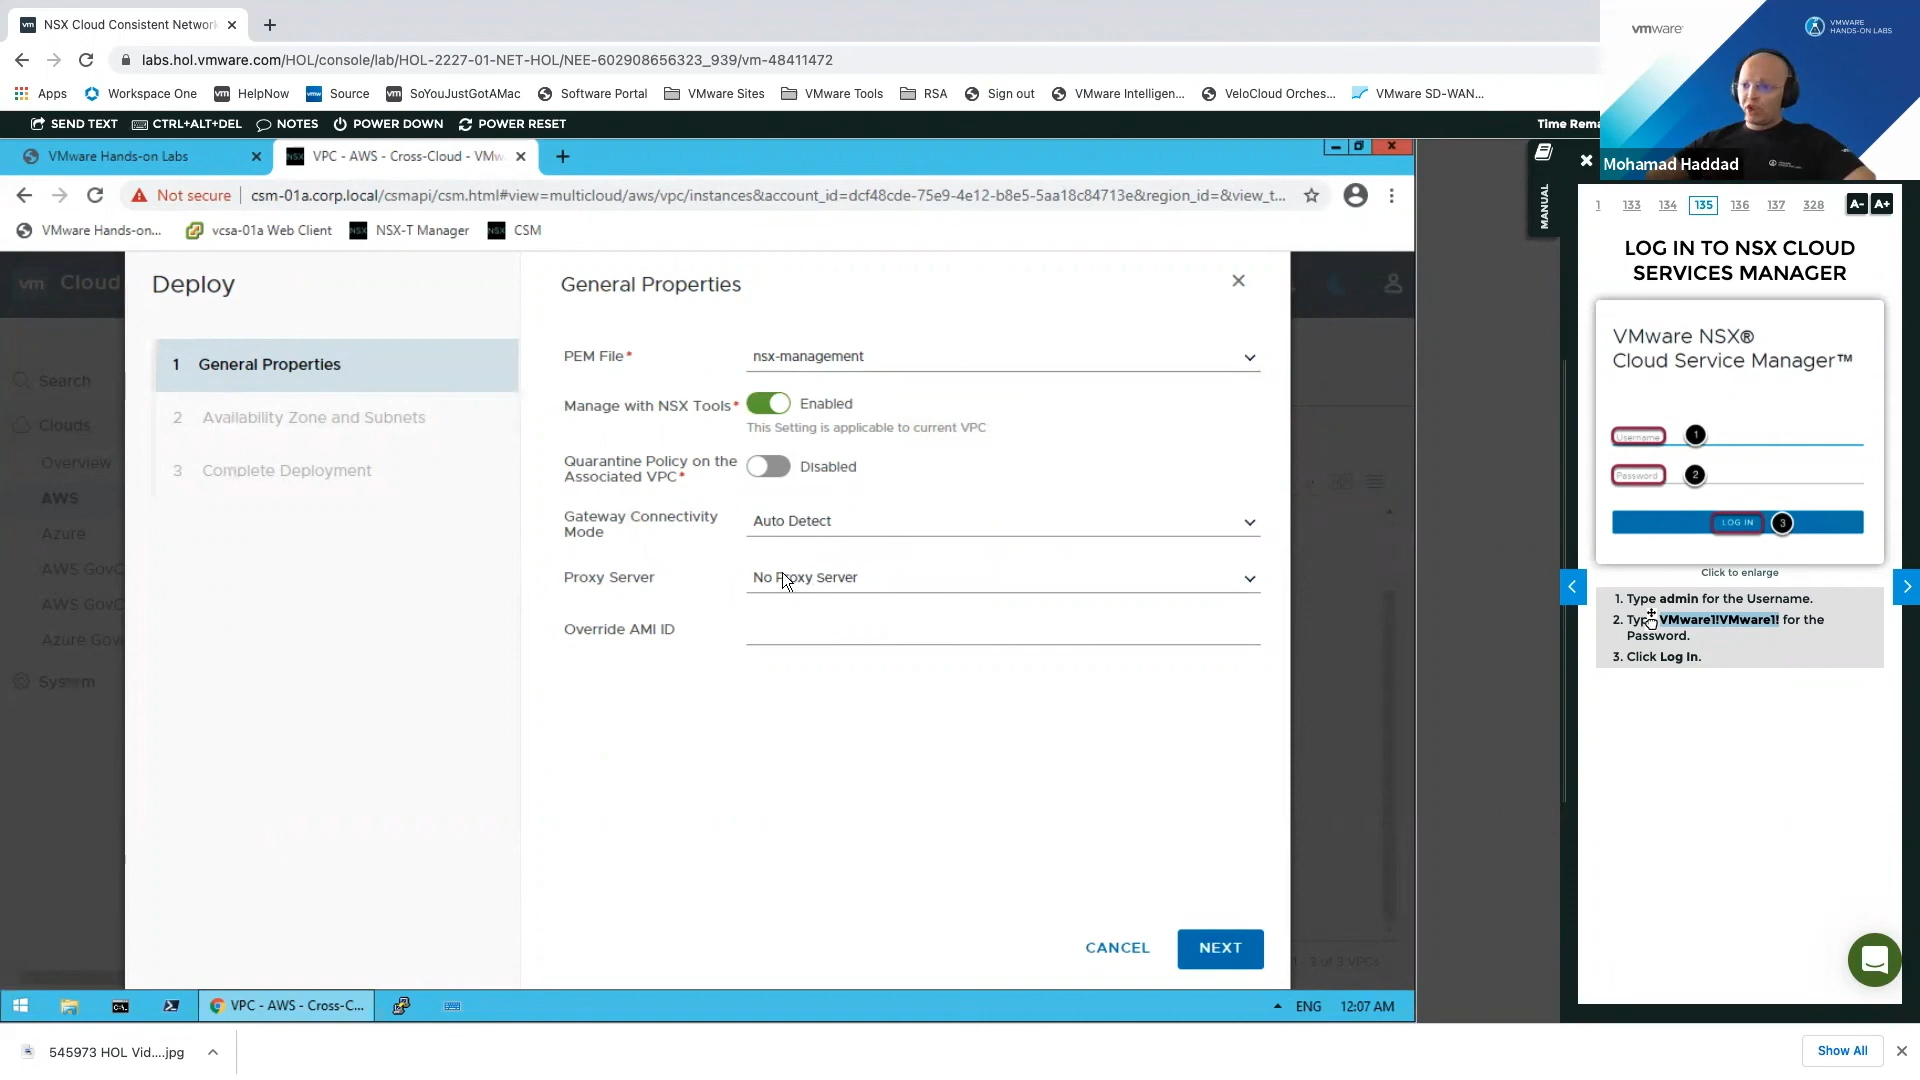 NSX Cloud Consistent Network
labs.hol.vmware.com/HOL/console/lab/HOL-2227-01-NET-HOL/NEE-602908656323_939/vm-48411472
Apps
Workspace One
HelpNow
Source
SoYouJustGotAMac
Software Portal
VMware Sites
VMware Tools
RSA
Sign out
VMware Intelligen...
VeloCloud Orches...
VMware SD-WAN...
SEND TEXT
CTRL+ALT+DEL
NOTES
POWER DOWN
POWER RESET
Time Rema
vmware
VMWARE
HANDS-ON LABS
Mohamad Haddad
VMware Hands-on Labs
VPC - AWS - Cross-Cloud - VMw
Not secure
csm-01a.corp.local/csmapi/csm.html#view=multicloud/aws/vpc/instances&account_id=dcf48cde-75e9-4e12-b8e5-5aa18c84713e&region_id=&view_t...
VMware Hands-on...
vcsa-01a Web Client
NSX-T Manager
CSM
vm Cloud
Search
Clouds
Overview
AWS
Azure
AWS GovC
AWS GovC
Azure Gov
System
Deploy
1 General Properties
2 Availability Zone and Subnets
3 Complete Deployment
General Properties
PEM File*
nsx-management
Manage with NSX Tools*
Enabled
This Setting is applicable to current VPC
Quarantine Policy on the
Associated VPC*
Disabled
Gateway Connectivity
Mode
Auto Detect
Proxy Server
No Proxy Server
Override AMI ID
CANCEL
NEXT
1 - 3 of 3 VPCs
VPC - AWS - Cross-C...
ENG
12:07 AM
MANUAL
1 133 134 135 136 137 328
A- A+
LOG IN TO NSX CLOUD
SERVICES MANAGER
VMware NSX®
Cloud Service Manager™
Username 1
Password 2
LOG IN 3
Click to enlarge
1. Type admin for the Username.
2. Type VMware1!VMware1! for the
Password.
3. Click Log In.
545973 HOL Vid....jpg
Show All